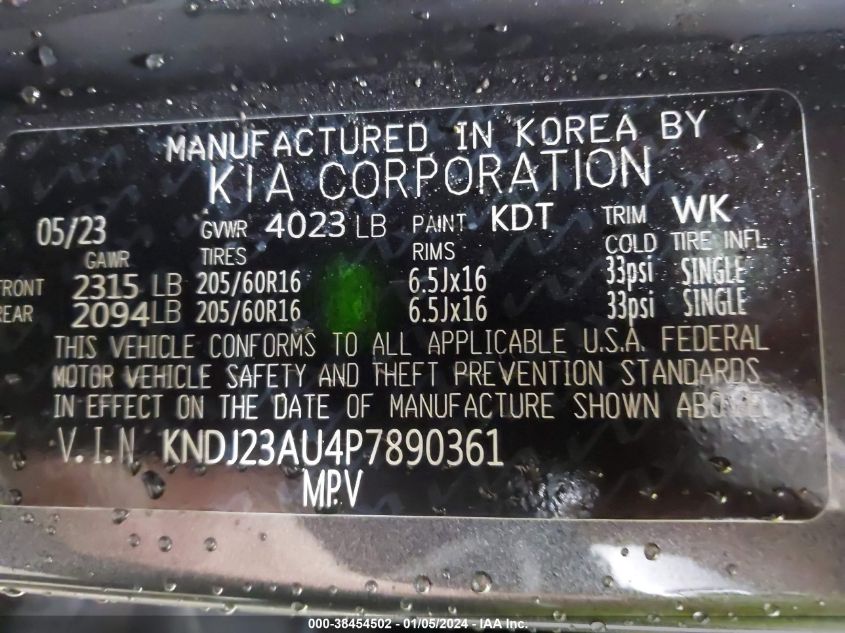 MANUFACTURED IN KOREA BY
KIA CORPORATION
05/23 GVWR 4023 LB PAINT KDT TRIM WK
GAWR TIRES RIMS COLD TIRE INFL
FRONT 2315 LB 205/60R16 6.5Jx16 33psi SINGLE
REAR 2094LB 205/60R16 6.5Jx16 33psi SINGLE
THIS VEHICLE CONFORMS TO ALL APPLICABLE U.S.A. FEDERAL
MOTOR VEHICLE SAFETY AND THEFT PREVENTION STANDARDS
IN EFFECT ON THE DATE OF MANUFACTURE SHOWN ABOVE.
V.I.N KNDJ23AU4P7890361
MPV
000-38454502 - 01/05/2024 - IAA Inc.